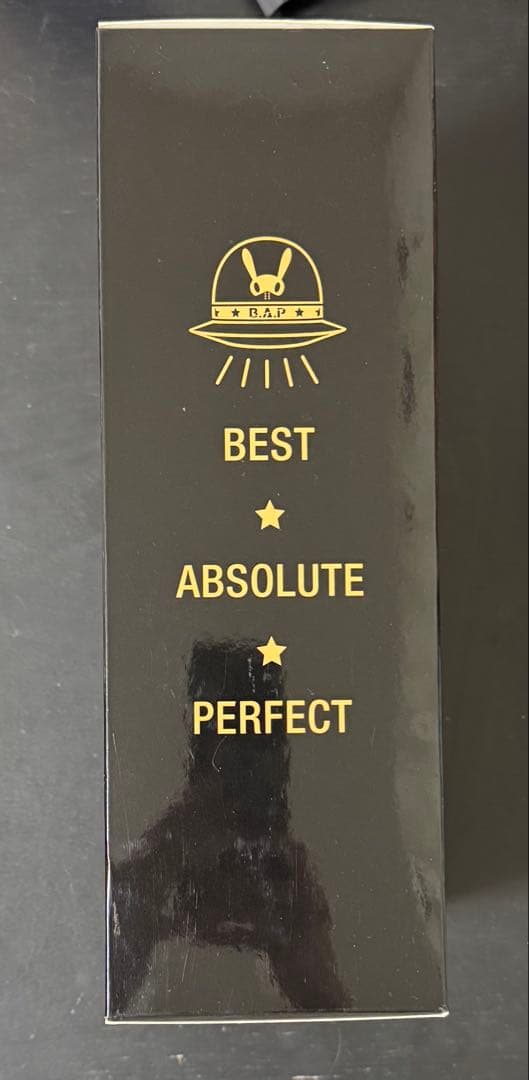 ★ B.A.P ★
BEST
★
ABSOLUTE
★
PERFECT